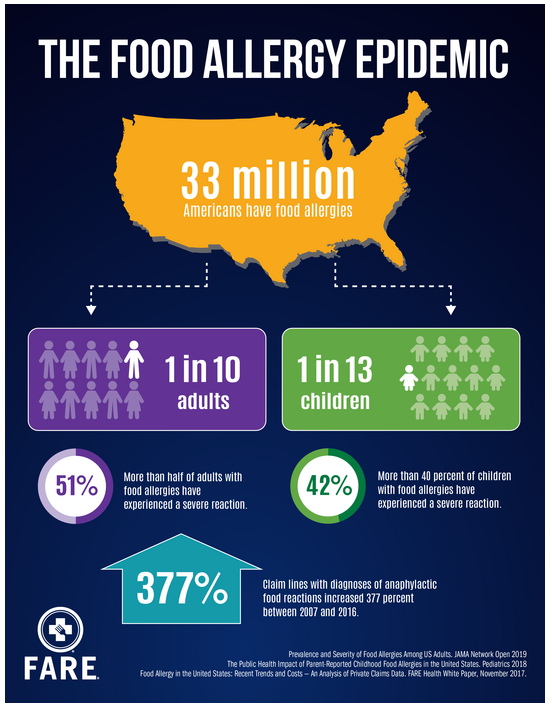 THE FOOD ALLERGY EPIDEMIC
33 million
Americans have food allergies
1 in 10
adults
1 in 13
children
51%
More than half of adults with
food allergies have
experienced a severe reaction.
42%
More than 40 percent of children
with food allergies have
experienced a severe reaction.
377%
Claim lines with diagnoses of anaphylactic
food reactions increased 377 percent
between 2007 and 2016.
FARE
Prevalence and Severity of Food Allergies Among US Adults. JAMA Network Open 2019
The Public Health Impact of Parent-Reported Childhood Food Allergies in the United States. Pediatrics 2018
Food Allergy in the United States: Recent Trends and Costs – An Analysis of Private Claims Data. FARE Health White Paper, November 2017.